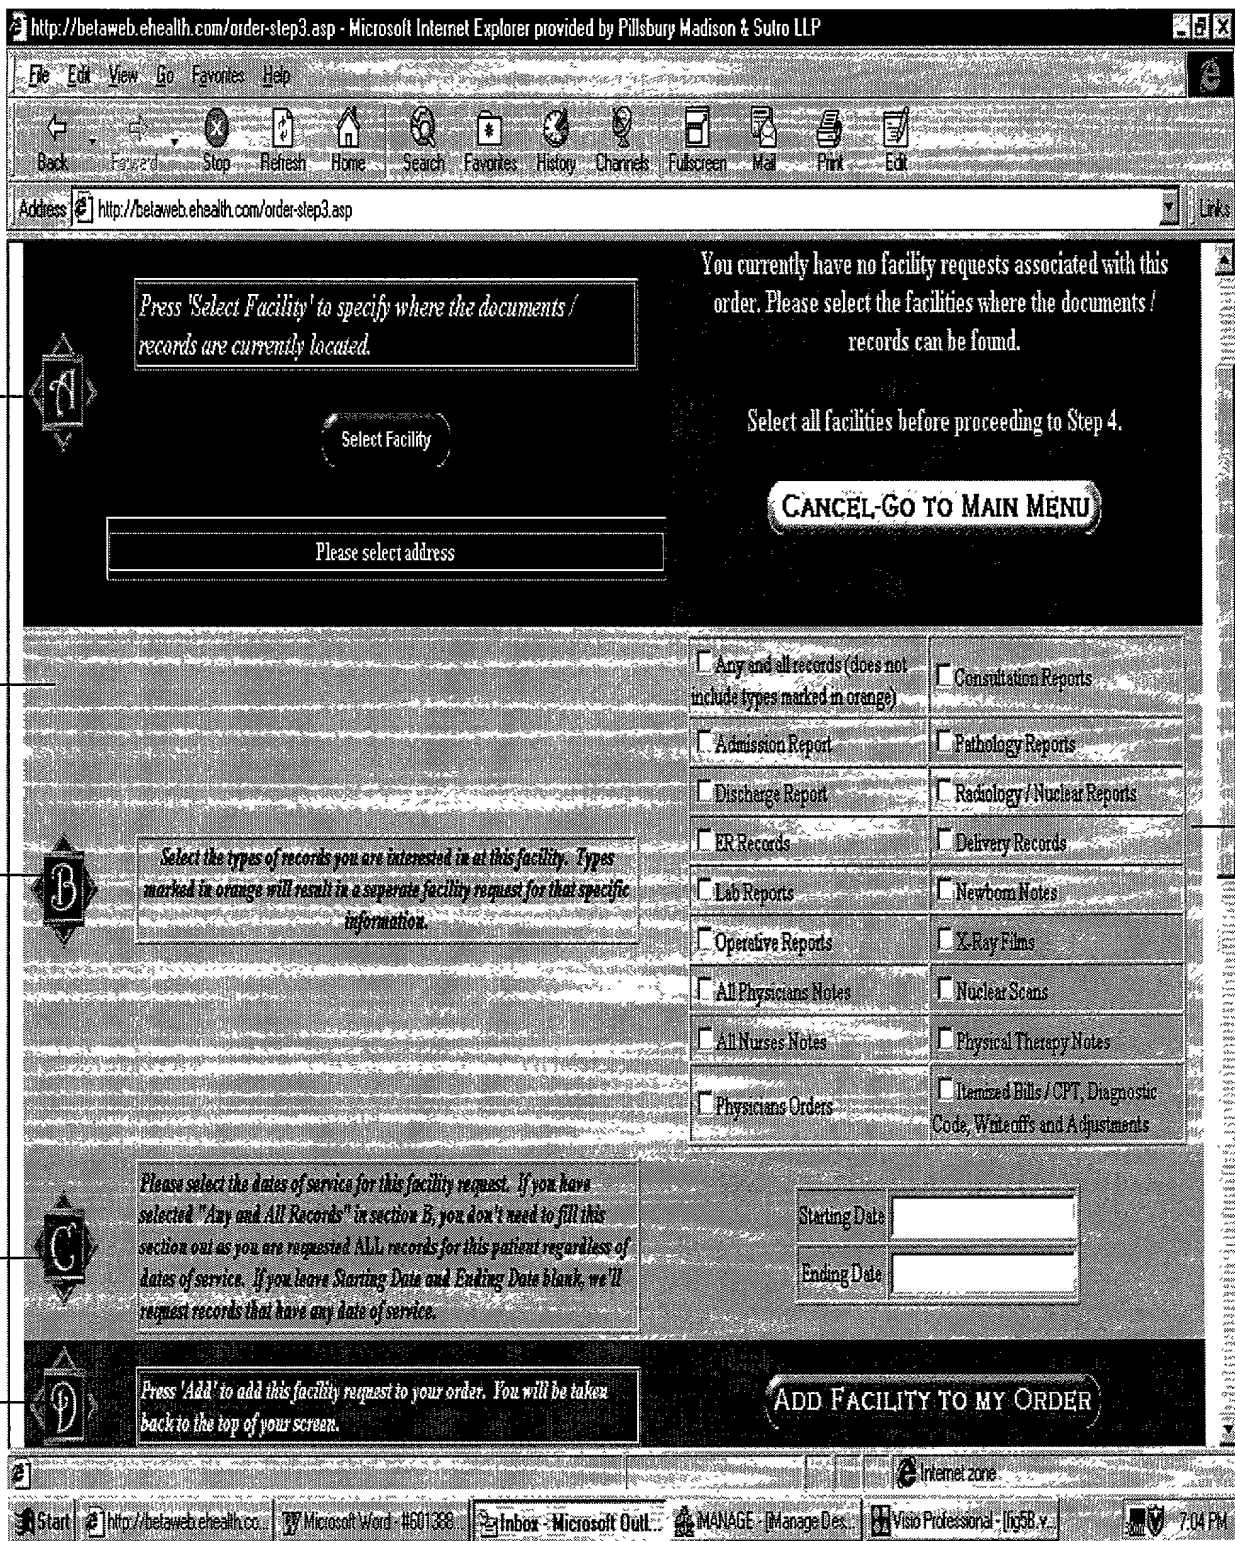 http://betaweb.ehealth.com/order-step3.asp - Microsoft Internet Explorer provided by Pillsbury Madison & Sutro LLP
File Edit View Go Favorites Help
Back Forward Stop Refresh Home Search Favorites History Channels Fullscreen Mail Print Edit
Address http://betaweb.ehealth.com/order-step3.asp Links
You currently have no facility requests associated with this
order. Please select the facilities where the documents /
records can be found.
Select all facilities before proceeding to Step 4.
CANCEL-GO TO MAIN MENU
A
Press 'Select Facility' to specify where the documents /
records are currently located.
Select Facility
Please select address
B
Select the types of records you are interested in at this facility. Types
marked in orange will result in a seperate facility request for that specific
information.
Any and all records (does not
include types marked in orange)
Consultation Reports
Admission Report
Pathology Reports
Discharge Report
Radiology / Nuclear Reports
ER Records
Delivery Records
Lab Reports
Newborn Notes
Operative Reports
X-Ray Films
All Physicians Notes
Nuclear Scans
All Nurses Notes
Physical Therapy Notes
Physicians Orders
Itemized Bills / CPT, Diagnostic
Code, Writeoffs and Adjustments
C
Please select the dates of service for this facility request. If you have
selected "Any and All Records" in section B, you don't need to fill this
section out as you are requested ALL records for this patient regardless of
dates of service. If you leave Starting Date and Ending Date blank, we'll
request records that have any date of service.
Starting Date
Ending Date
D
Press 'Add' to add this facility request to your order. You will be taken
back to the top of your screen.
ADD FACILITY TO MY ORDER
Internet zone
Start http://betaweb.ehealth.co... Microsoft Word - #601388... Inbox - Microsoft Outl... MANAGE - [Manage Des... Visio Professional - [fig5B.v... 7:04 PM